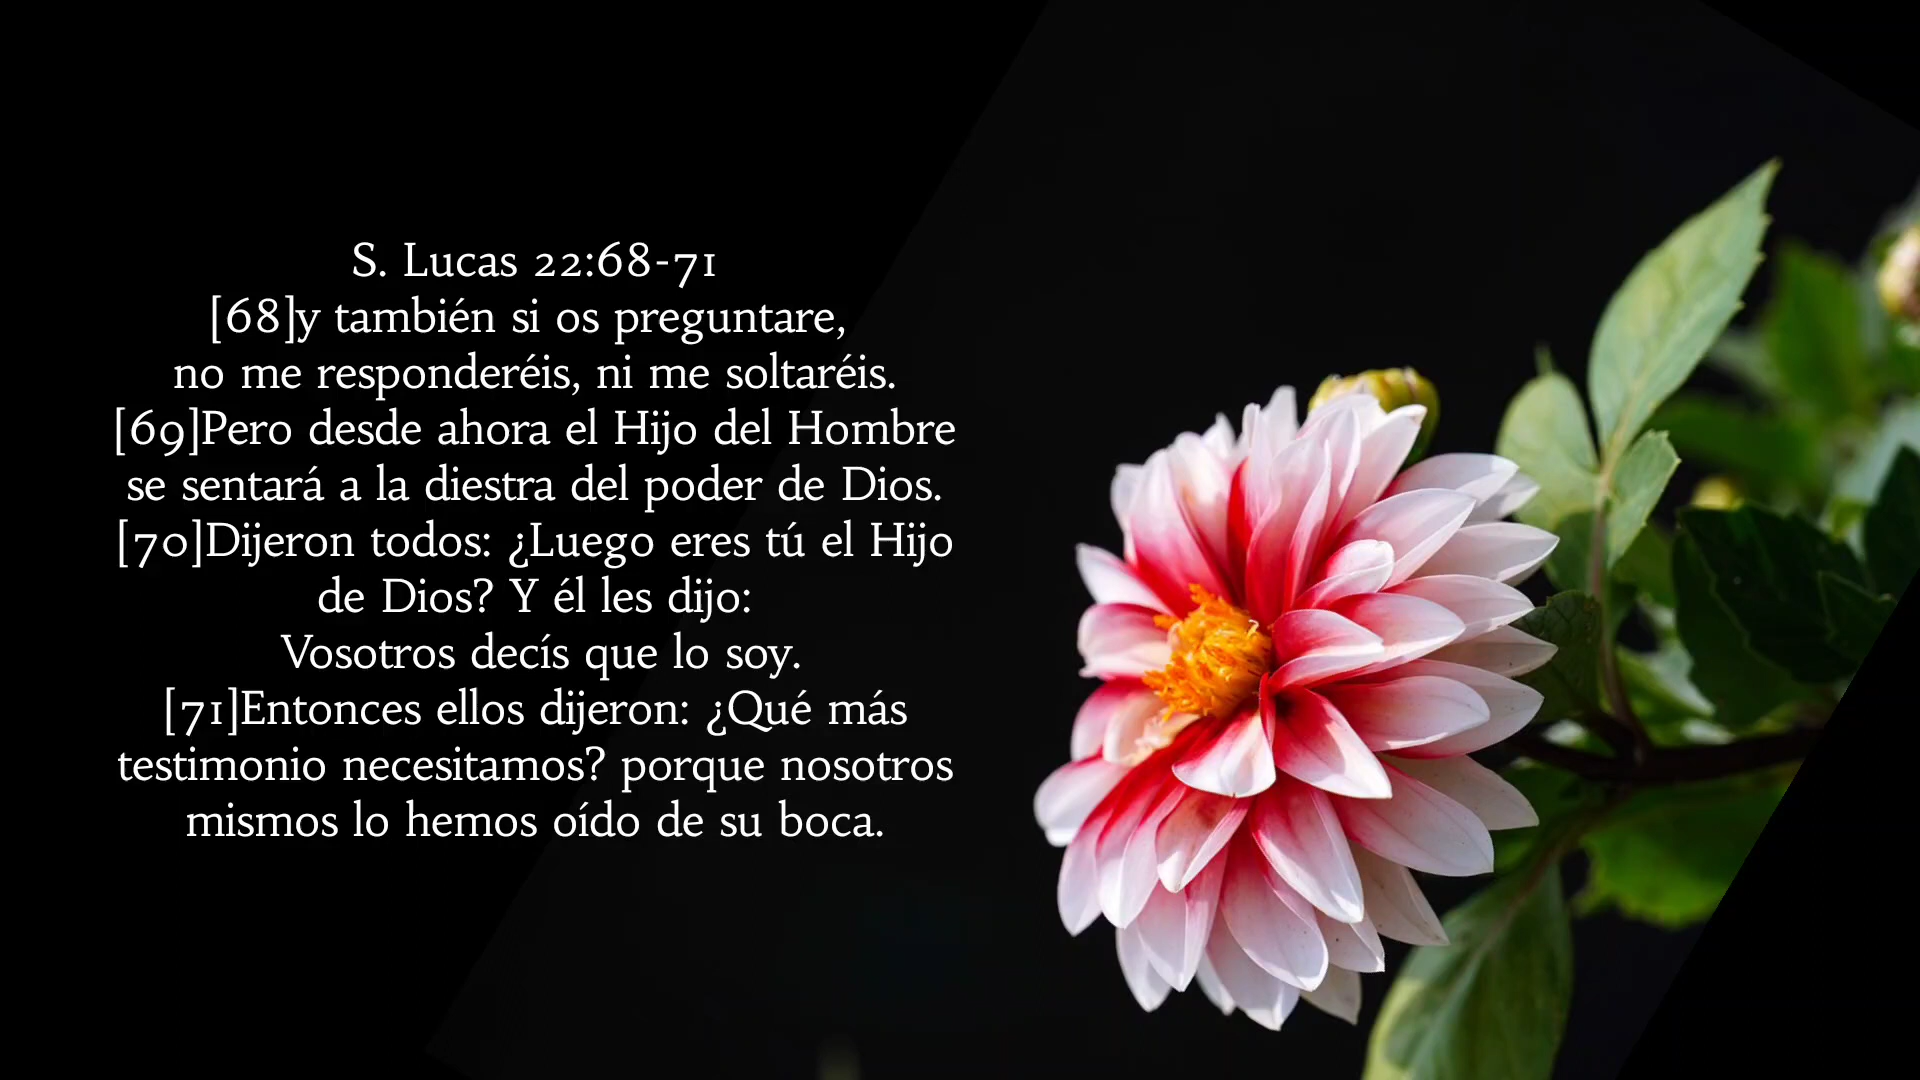 S. Lucas 22:68-71
[68]y también si os preguntare,
no me responderéis, ni me soltaréis.
[69]Pero desde ahora el Hijo del Hombre
se sentará a la diestra del poder de Dios.
[70]Dijeron todos: ¿Luego eres tú el Hijo
de Dios? Y él les dijo:
Vosotros decís que lo soy.
[71]Entonces ellos dijeron: ¿Qué más
testimonio necesitamos? porque nosotros
mismos lo hemos oído de su boca.